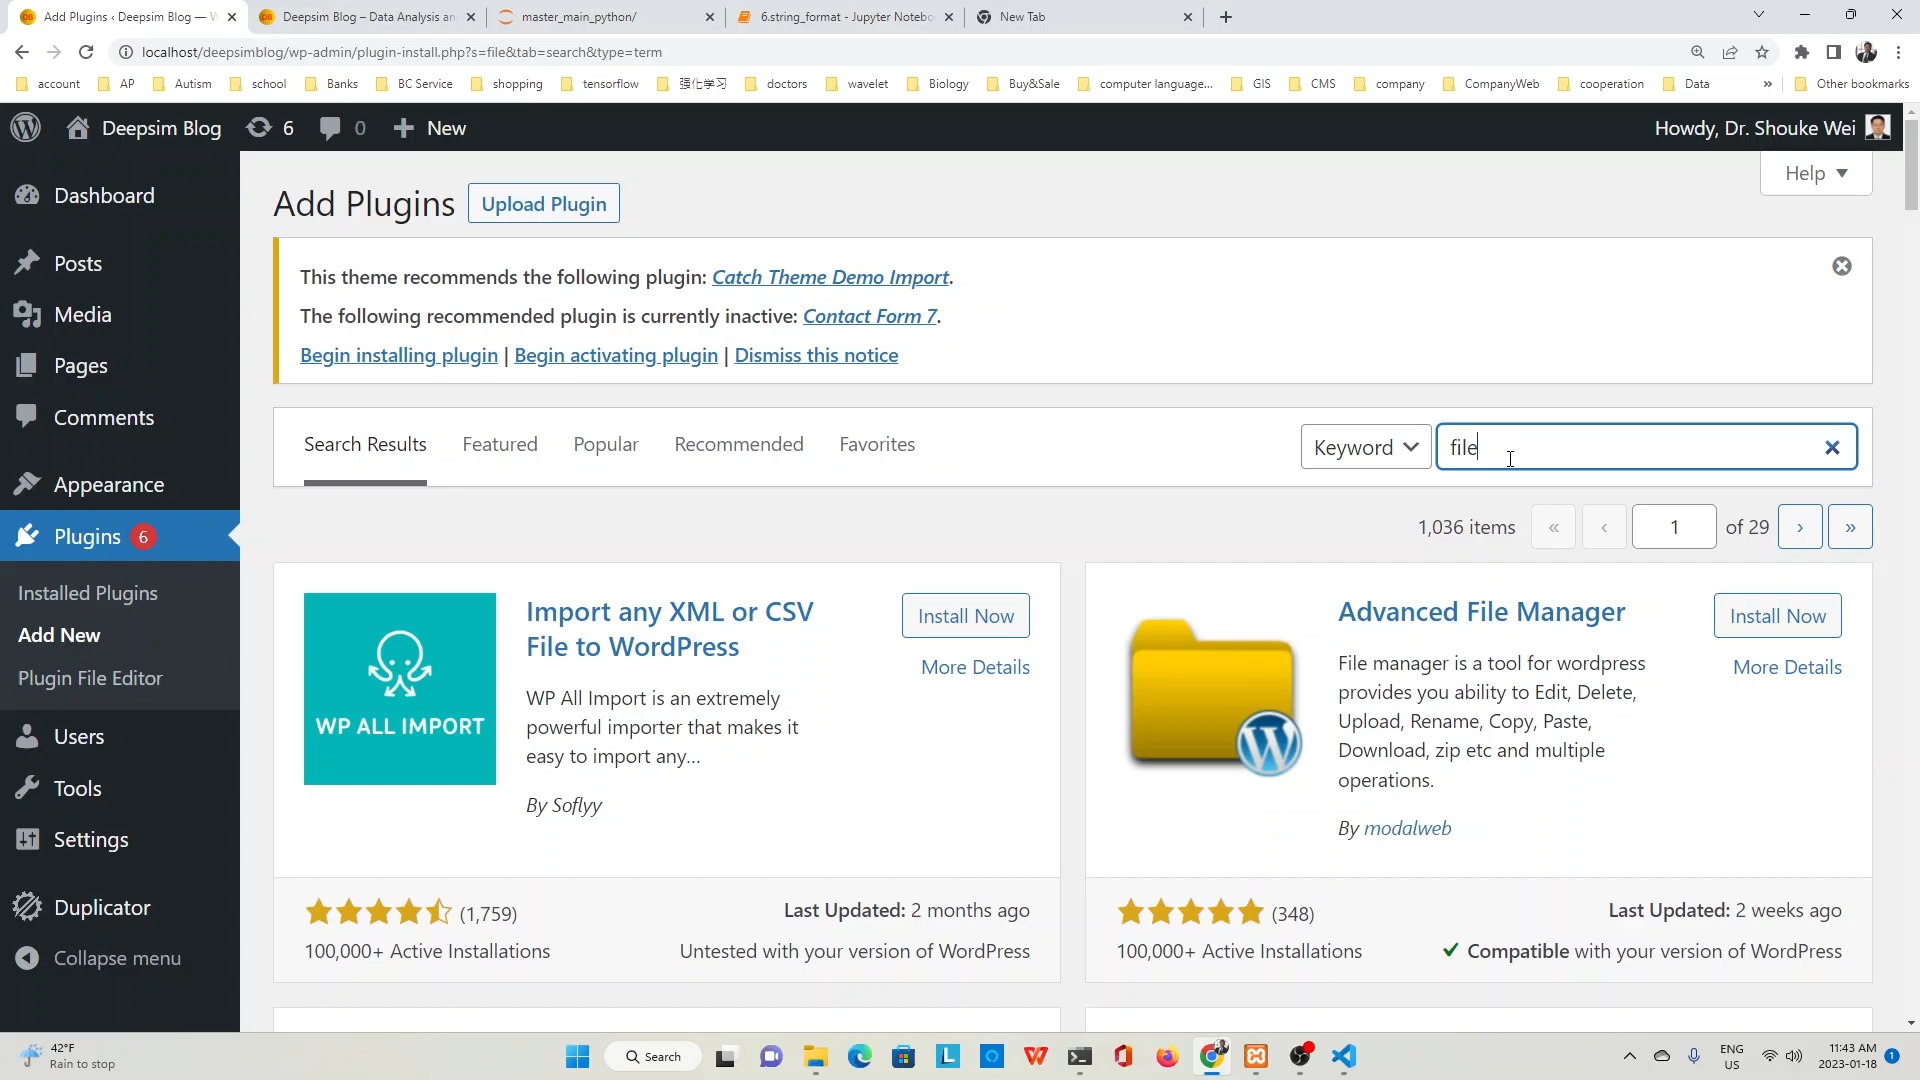 Add Plugins ‹ Deepsim Blog — W
Deepsim Blog – Data Analysis an
master_main_python/
6.string_format - Jupyter Notebo
New Tab
localhost/deepsimblog/wp-admin/plugin-install.php?s=file&tab=search&type=term
account
AP
Autism
school
Banks
BC Service
shopping
tensorflow
强化学习
doctors
wavelet
Biology
Buy&Sale
computer language...
GIS
CMS
company
CompanyWeb
cooperation
Data
»
Other bookmarks
Deepsim Blog
6
0
New
Howdy, Dr. Shouke Wei
Dashboard
Posts
Media
Pages
Comments
Appearance
Plugins 6
Installed Plugins
Add New
Plugin File Editor
Users
Tools
Settings
Duplicator
Collapse menu
Help
Add Plugins
Upload Plugin
This theme recommends the following plugin: Catch Theme Demo Import.
The following recommended plugin is currently inactive: Contact Form 7.
Begin installing plugin | Begin activating plugin | Dismiss this notice
Search Results
Featured
Popular
Recommended
Favorites
Keyword
file
1,036 items
«
‹
1
of 29
›
»
WP ALL IMPORT
Import any XML or CSV
File to WordPress
WP All Import is an extremely
powerful importer that makes it
easy to import any...
By Soflyy
Install Now
More Details
(1,759)
100,000+ Active Installations
Last Updated: 2 months ago
Untested with your version of WordPress
Advanced File Manager
File manager is a tool for wordpress
provides you ability to Edit, Delete,
Upload, Rename, Copy, Paste,
Download, zip etc and multiple
operations.
By modalweb
Install Now
More Details
(348)
100,000+ Active Installations
Last Updated: 2 weeks ago
Compatible with your version of WordPress
42°F
Rain to stop
Search
ENG
US
11:43 AM
2023-01-18
1